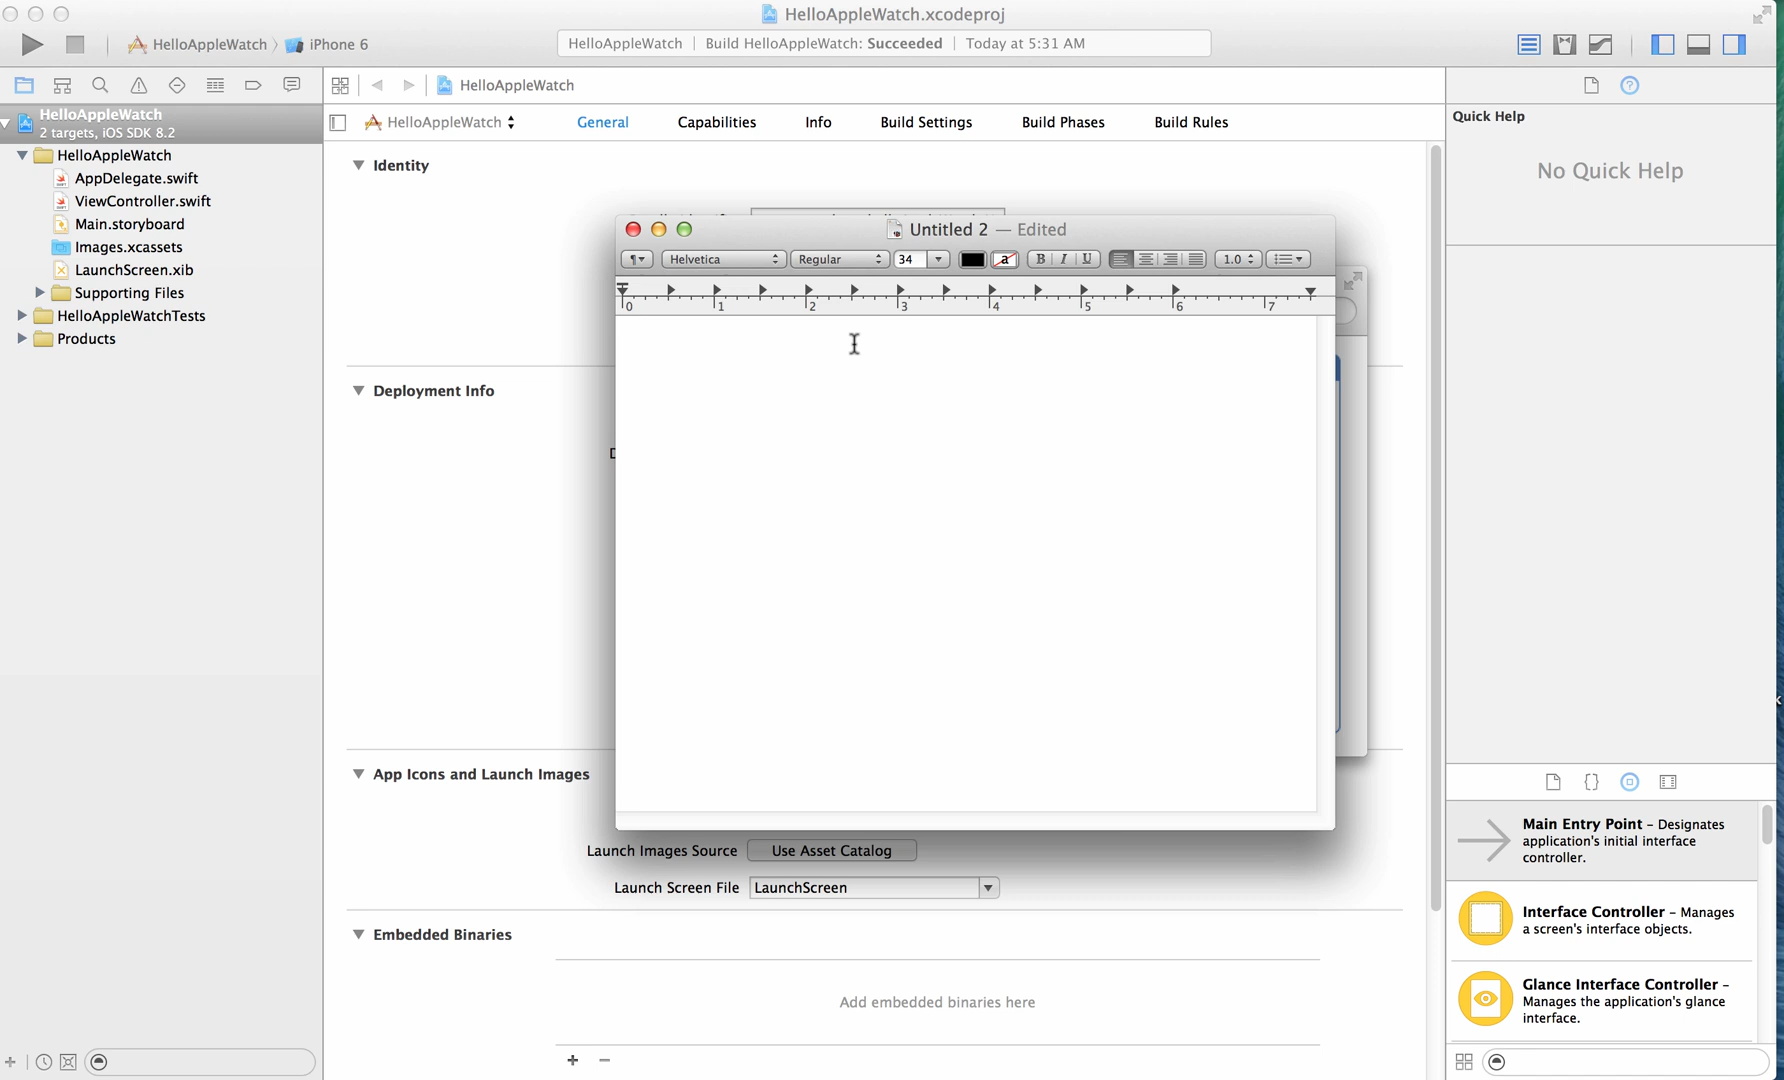 HelloAppleWatch.xcodeproj
HelloAppleWatch iPhone 6
HelloAppleWatch Build HelloAppleWatch: Succeeded Today at 5:31 AM
HelloAppleWatch
2 targets, iOS SDK 8.2
HelloAppleWatch
AppDelegate.swift
ViewController.swift
Main.storyboard
Images.xcassets
LaunchScreen.xib
Supporting Files
HelloAppleWatchTests
Products
HelloAppleWatch
HelloAppleWatch General Capabilities Info Build Settings Build Phases Build Rules
Identity
Deployment Info
App Icons and Launch Images
Launch Images Source Use Asset Catalog
Launch Screen File LaunchScreen
Embedded Binaries
Add embedded binaries here
Untitled 2 — Edited
Helvetica Regular 34 a B I U 1.0
0 1 2 3 4 5 6 7
Quick Help
No Quick Help
Main Entry Point - Designates
application's initial interface
controller.
Interface Controller - Manages
a screen's interface objects.
Glance Interface Controller -
Manages the application's glance
interface.